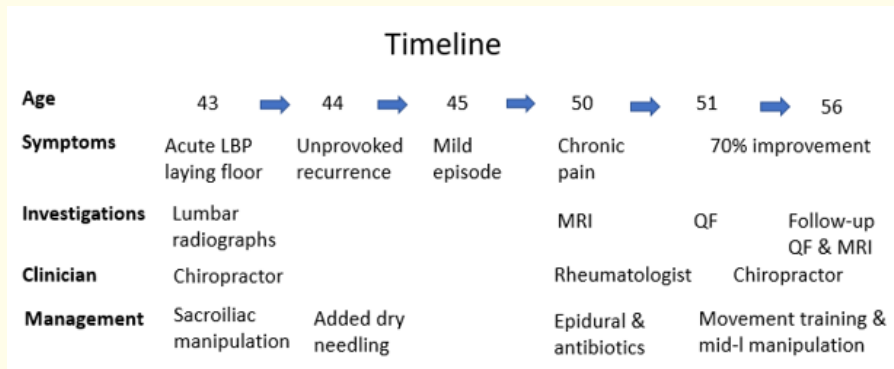 Timeline
Age 43 44 45 50 51 56
Symptoms Acute LBP Unprovoked Mild Chronic 70% improvement
laying floor recurrence episode pain
Investigations Lumbar MRI QF Follow-up
radiographs QF & MRI
Clinician Chiropractor Rheumatologist Chiropractor
Management Sacroiliac Added dry Epidural & Movement training &
manipulation needling antibiotics mid-l manipulation